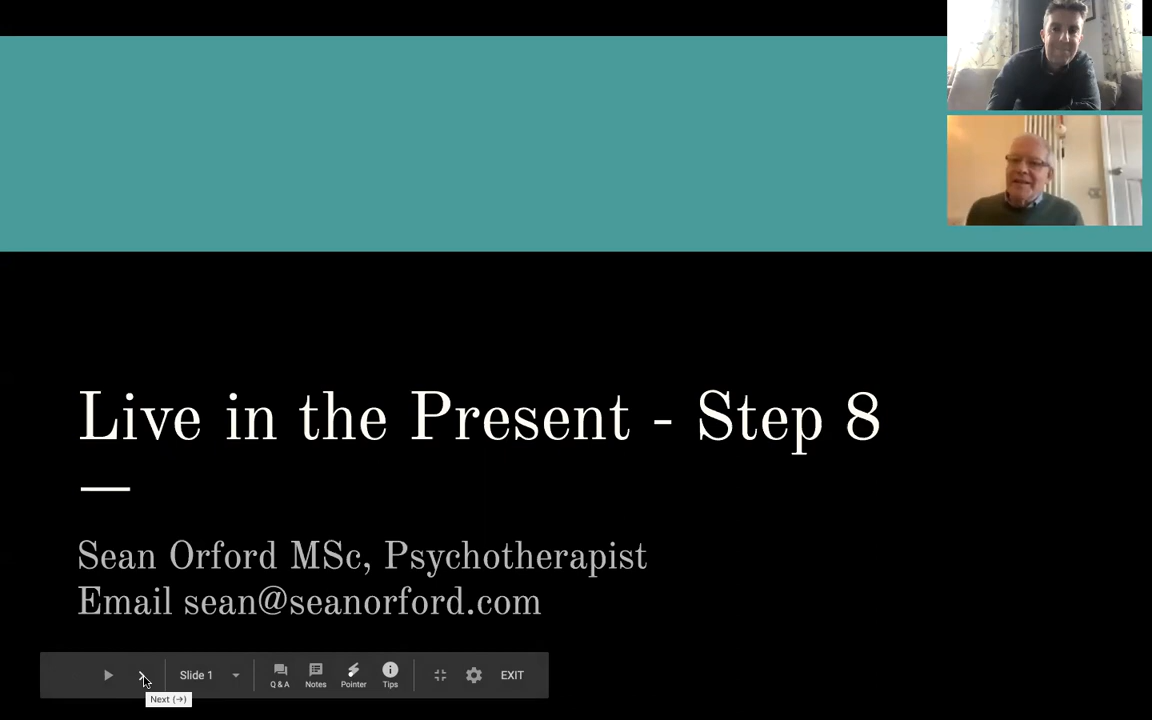 Live in the Present - Step 8
Sean Orford MSc, Psychotherapist
Email sean@seanorford.com
Slide 1
Q & A
Notes
Pointer
Tips
EXIT
Next (→)